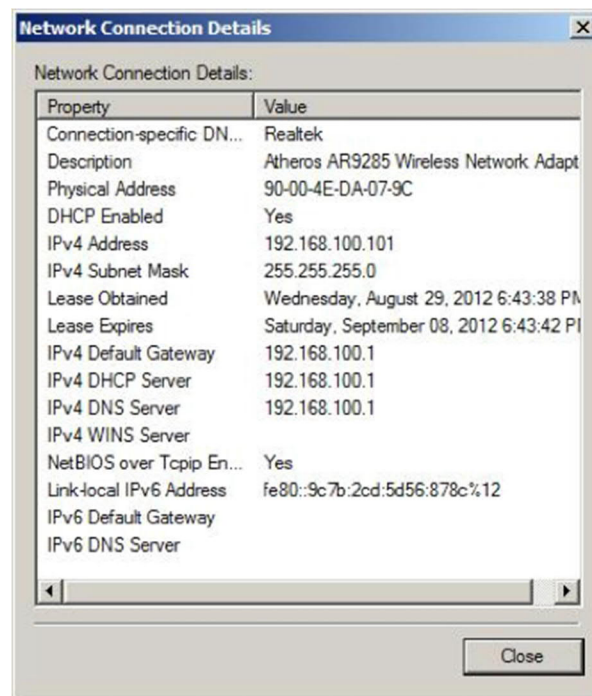 Network Connection Details
Network Connection Details:
Property Value
Connection-specific DN... Realtek
Description Atheros AR9285 Wireless Network Adapt
Physical Address 90-00-4E-DA-07-9C
DHCP Enabled Yes
IPv4 Address 192.168.100.101
IPv4 Subnet Mask 255.255.255.0
Lease Obtained Wednesday, August 29, 2012 6:43:38 PM
Lease Expires Saturday, September 08, 2012 6:43:42 PM
IPv4 Default Gateway 192.168.100.1
IPv4 DHCP Server 192.168.100.1
IPv4 DNS Server 192.168.100.1
IPv4 WINS Server
NetBIOS over Tcpip En... Yes
Link-local IPv6 Address fe80::9c7b:2cd:5d56:878c%12
IPv6 Default Gateway
IPv6 DNS Server
Close